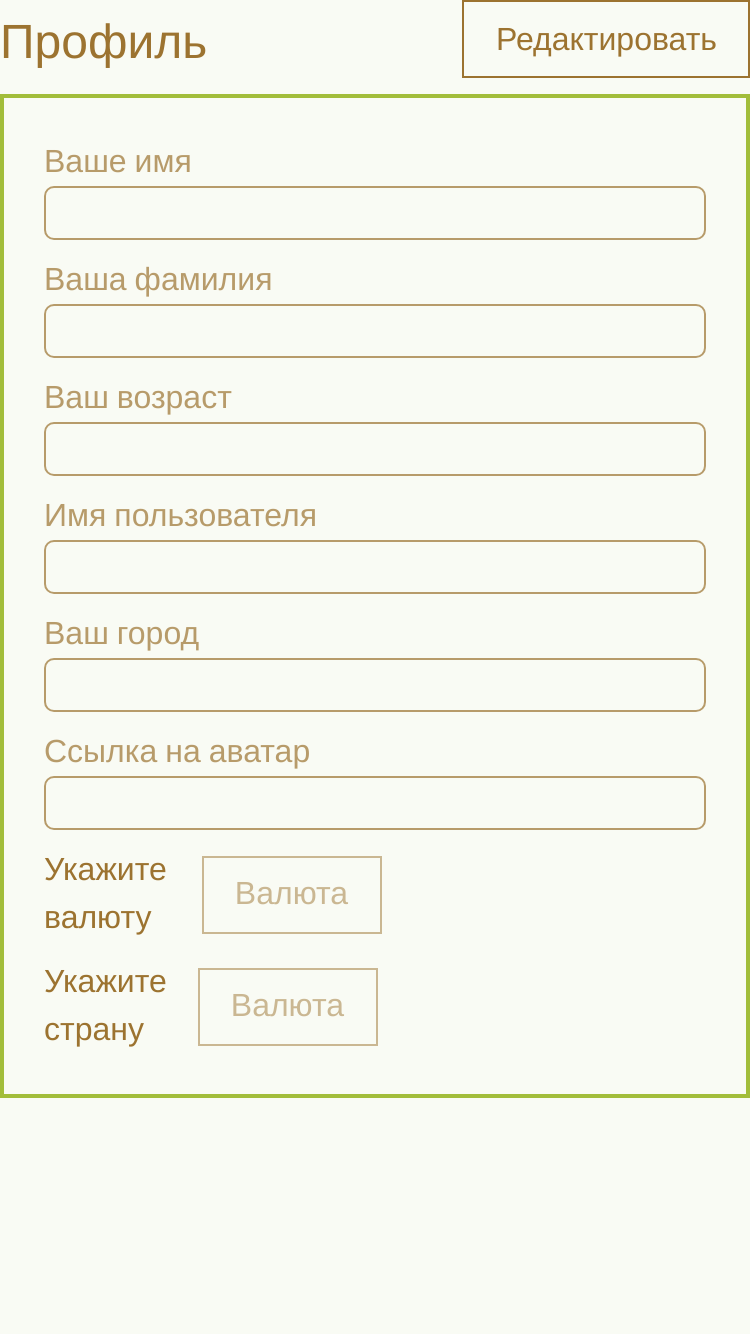 Профиль
Редактировать
Ваше имя
Ваша фамилия
Ваш возраст
Имя пользователя
Ваш город
Ссылка на аватар
Укажите
валюту
Валюта
Укажите
страну
Валюта